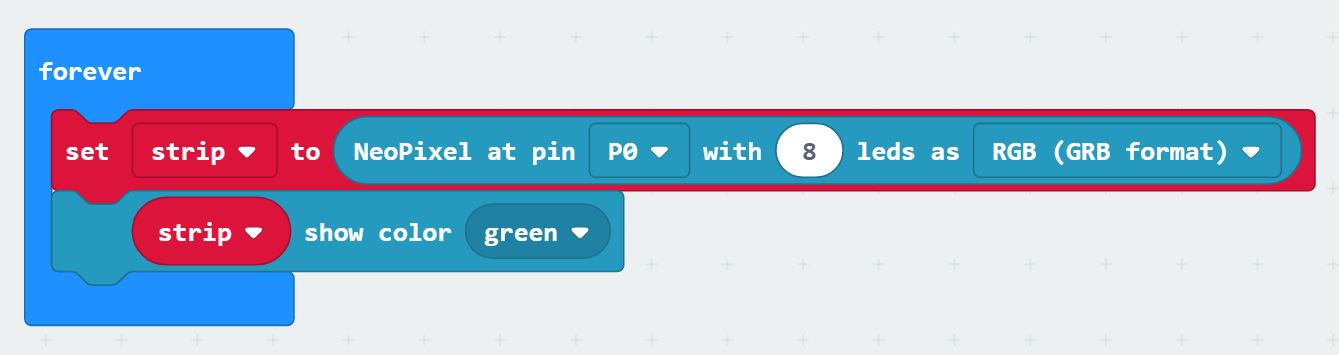 forever
set strip to NeoPixel at pin P0 with 8 leds as RGB (GRB format)
strip show color green